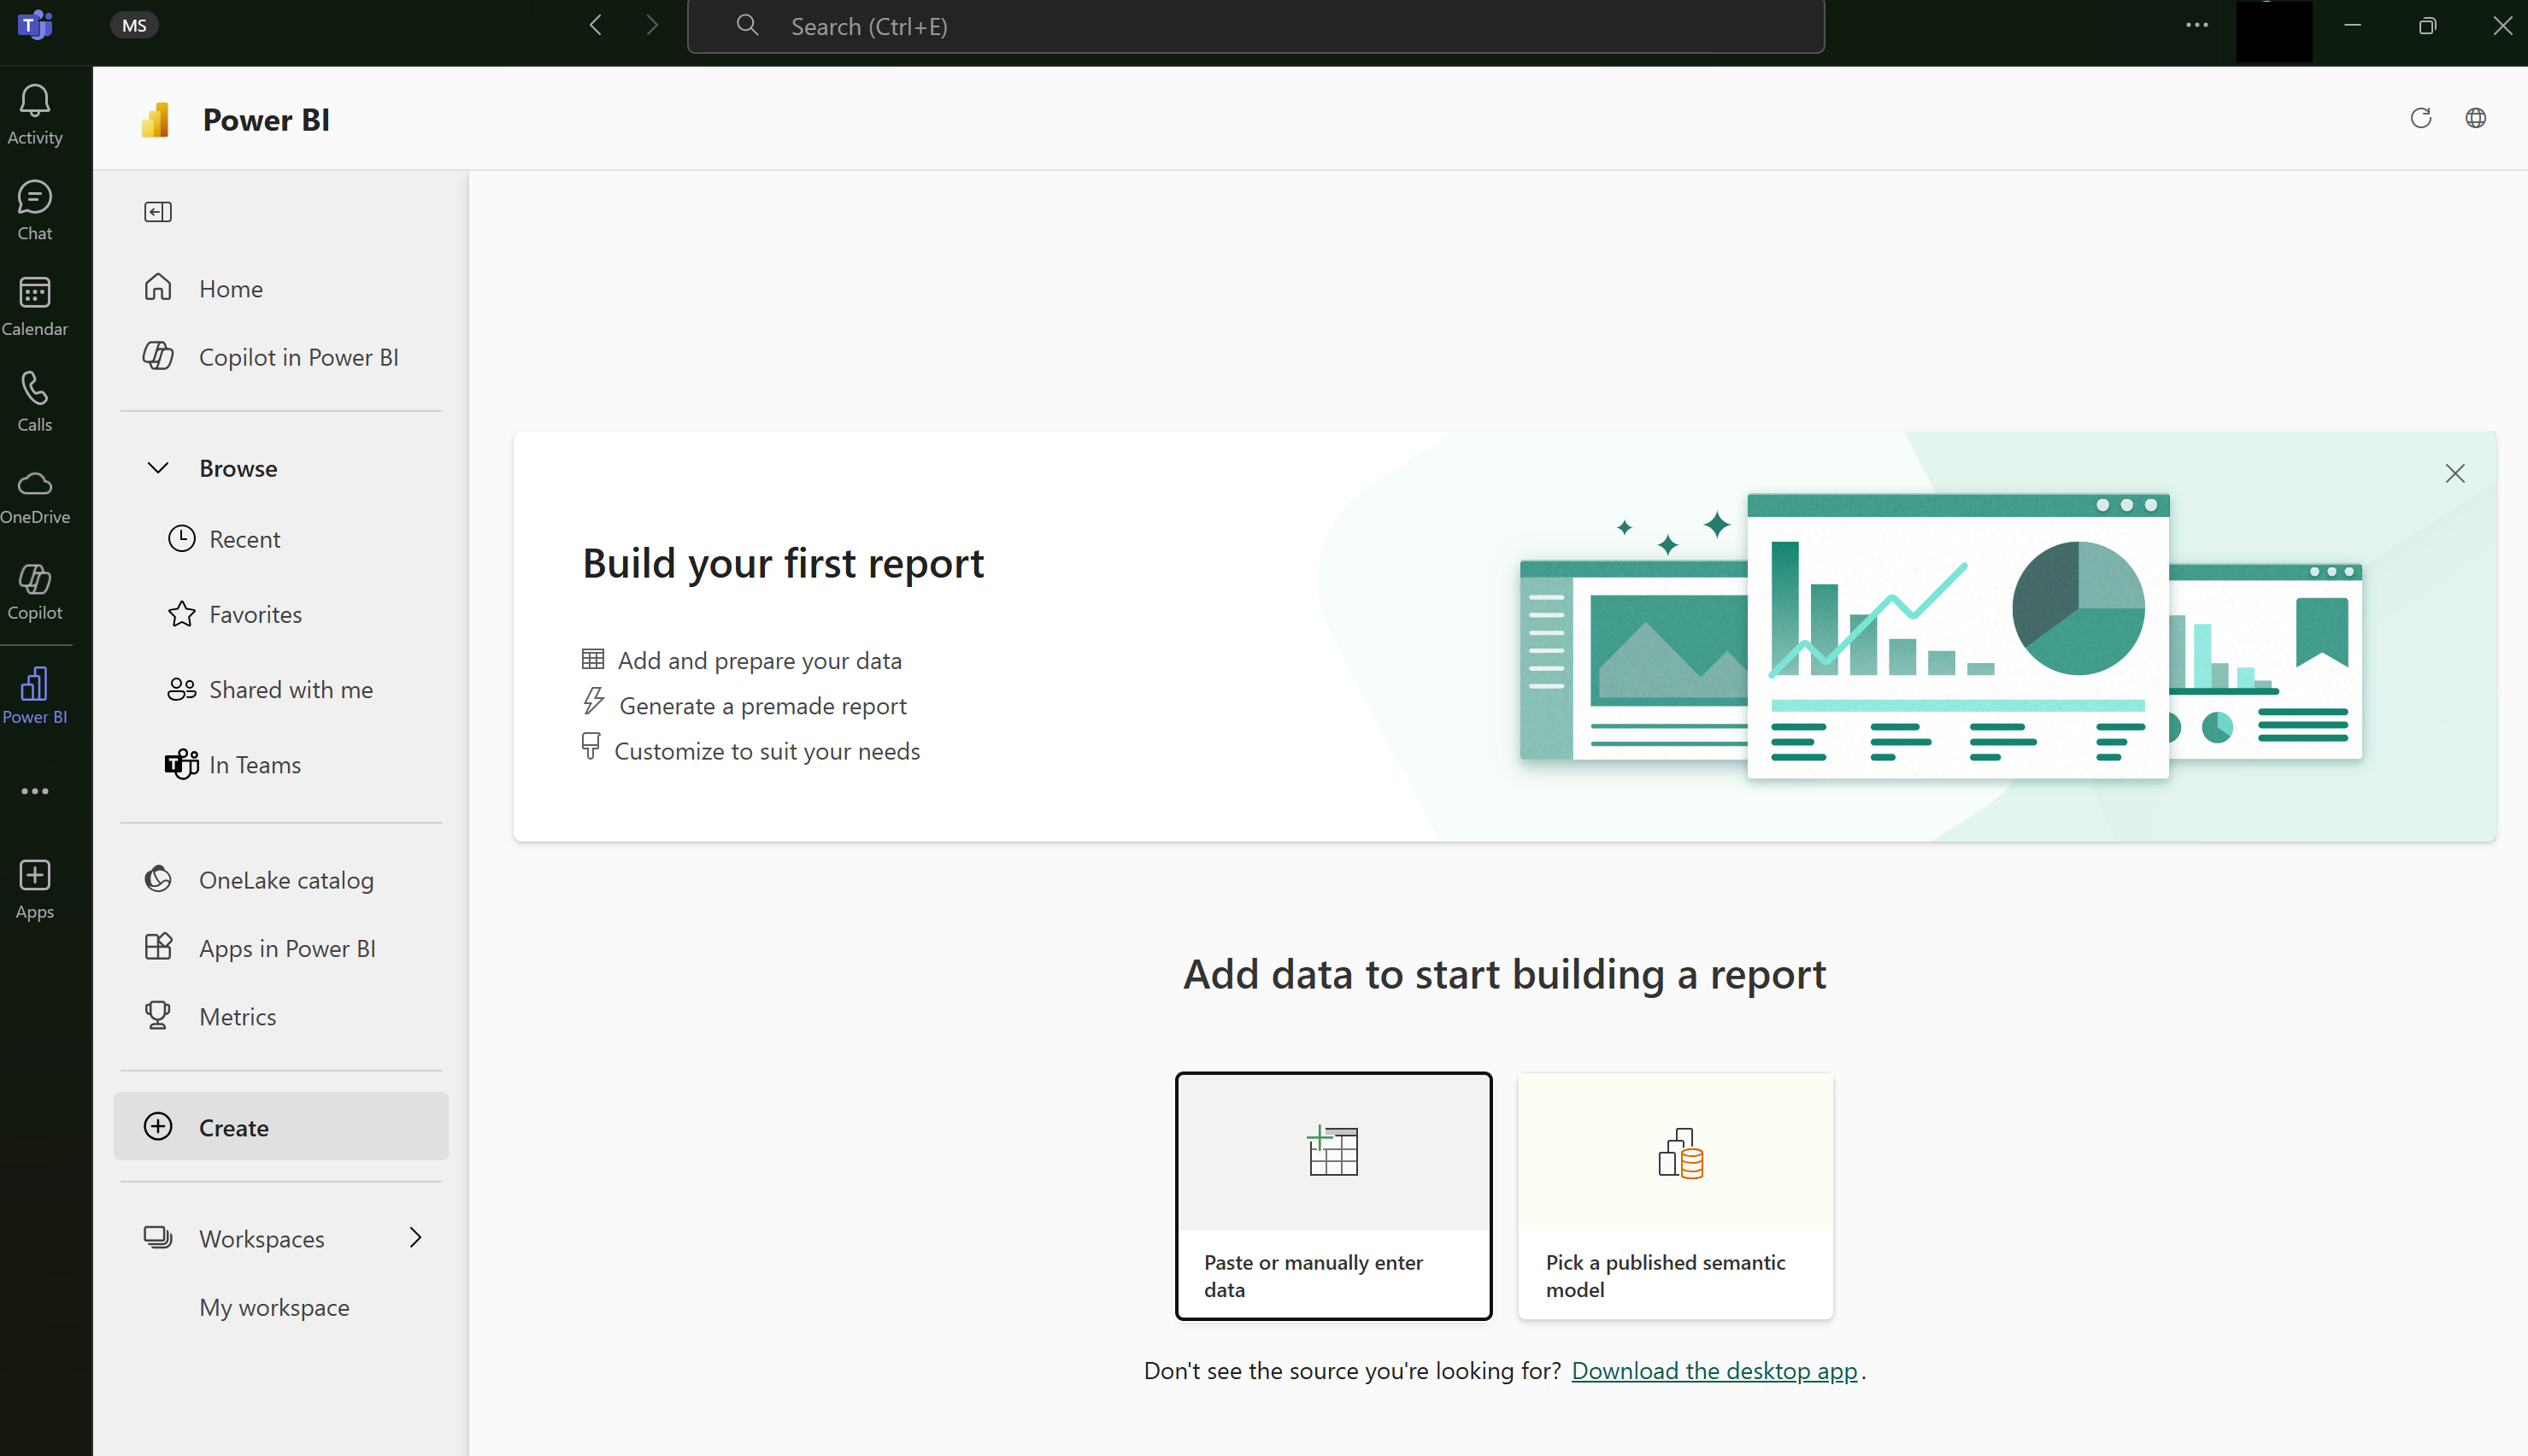 MS
Search (Ctrl+E)
Activity
Chat
Calendar
Calls
OneDrive
Copilot
Power BI
Apps
Power BI
Home
Copilot in Power BI
Browse
Recent
Favorites
Shared with me
In Teams
OneLake catalog
Apps in Power BI
Metrics
Create
Workspaces
My workspace
Build your first report
Add and prepare your data
Generate a premade report
Customize to suit your needs
Add data to start building a report
Paste or manually enter
data
Pick a published semantic
model
Don't see the source you're looking for? Download the desktop app.